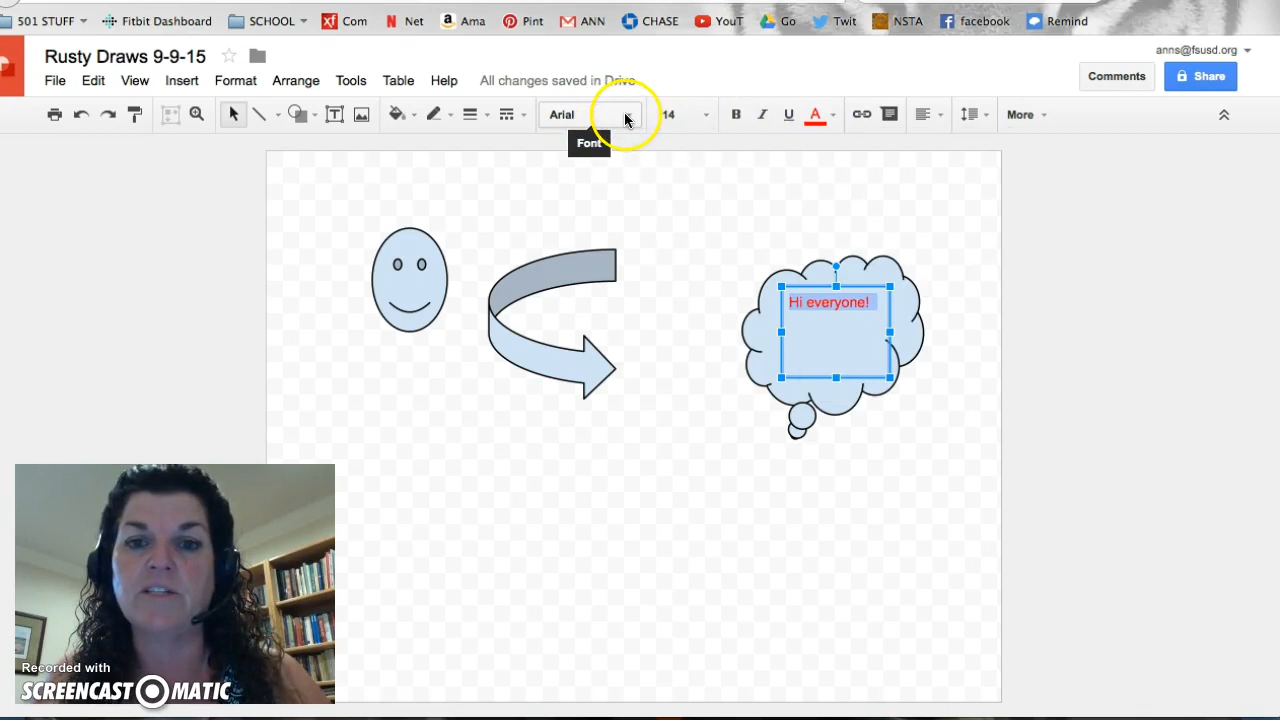 501 STUFF Fitbit Dashboard SCHOOL Com Net Ama Pint ANN CHASE YouT Go Twit NSTA facebook Remind
Rusty Draws 9-9-15
anns@fsusd.org
File Edit View Insert Format Arrange Tools Table Help All changes saved in Drive
Comments Share
Arial 14 B I U A More
Font
Hi everyone!
Recorded with
SCREENCAST O MATIC